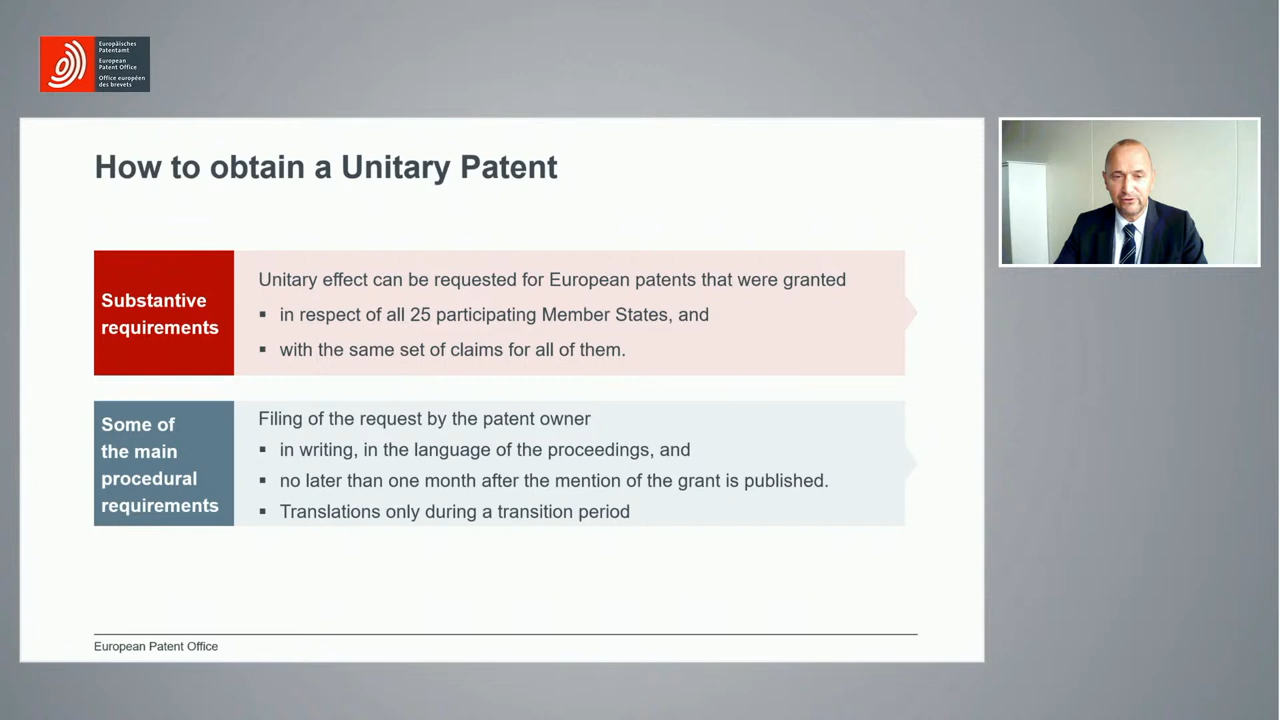 Europäisches
Patentamt
European
Patent Office
Office européen
des brevets
How to obtain a Unitary Patent
Substantive
requirements
Unitary effect can be requested for European patents that were granted
▪ in respect of all 25 participating Member States, and
▪ with the same set of claims for all of them.
Some of
the main
procedural
requirements
Filing of the request by the patent owner
▪ in writing, in the language of the proceedings, and
▪ no later than one month after the mention of the grant is published.
▪ Translations only during a transition period
European Patent Office